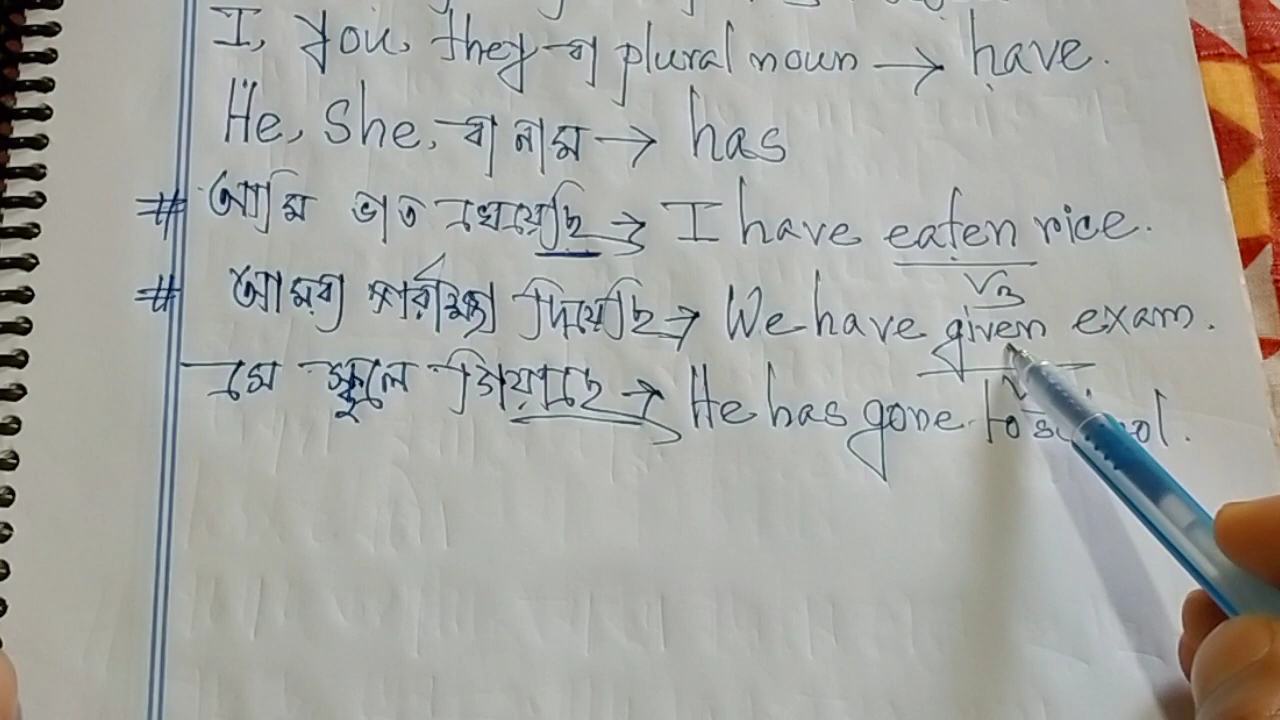 I, you, they বা plural noun → have.
He, She, বা নাম → has
# আমি ভাত খেয়েছি → I have eaten rice.
V3
# আমরা পরীক্ষা দিয়েছি → We have given exam.
সে স্কুলে গিয়াছে → He has gone to school.